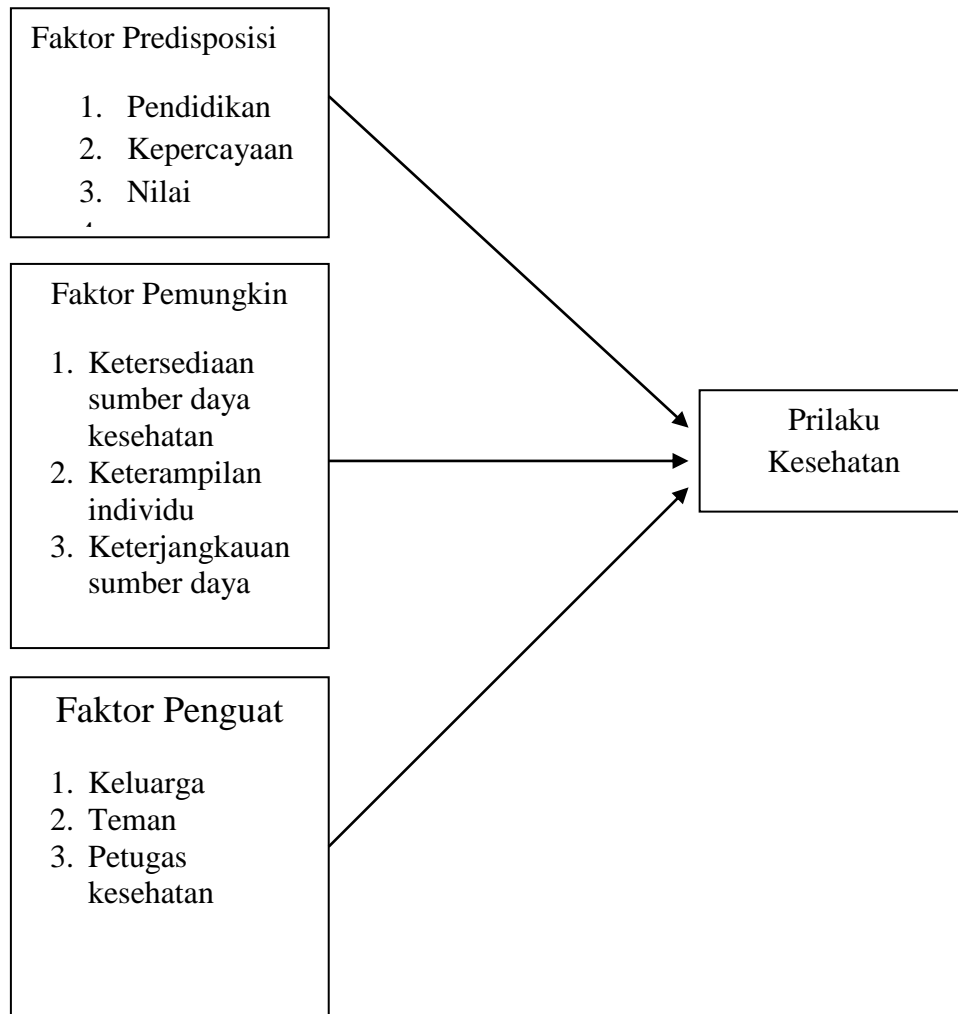 Faktor Predisposisi
1. Pendidikan
2. Kepercayaan
3. Nilai
Faktor Pemungkin
1. Ketersediaan
sumber daya
kesehatan
2. Keterampilan
individu
3. Keterjangkauan
sumber daya
Faktor Penguat
1. Keluarga
2. Teman
3. Petugas
kesehatan
Prilaku
Kesehatan